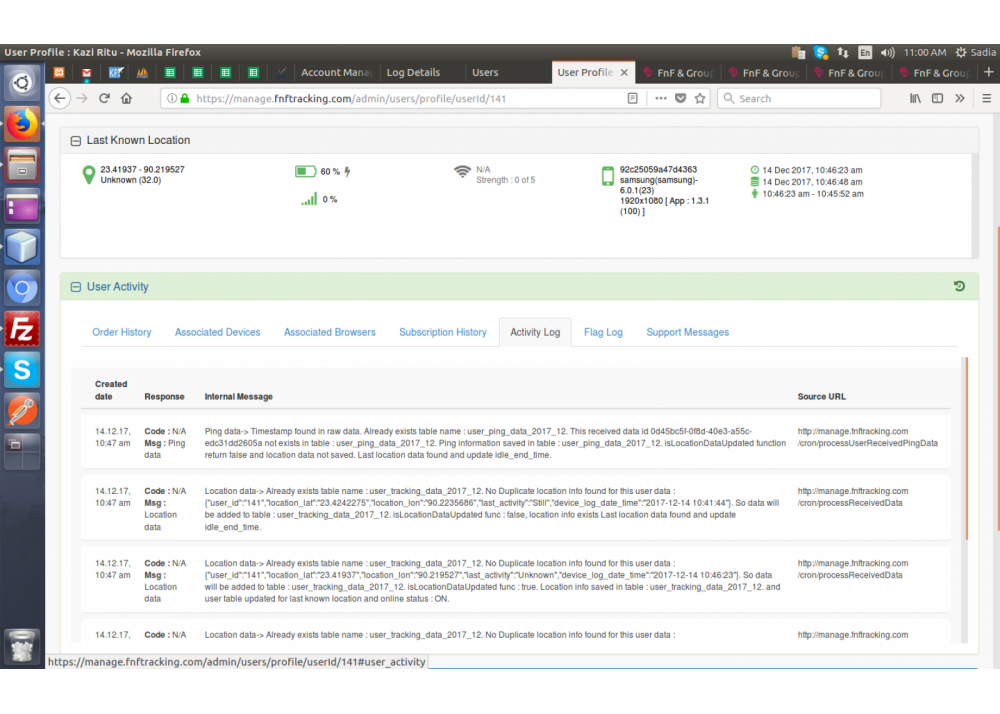 User Profile : Kazi Ritu - Mozilla Firefox
En 11:00 AM Sadia
Account Mana Log Details Users User Profile × FnF & Grou FnF & Grou FnF & Grou FnF & Grou
https://manage.fnftracking.com/admin/users/profile/userId/141
Search
Last Known Location
23.41937 - 90.219527
Unknown (32.0)
60 %
0 %
N/A
Strength : 0 of 5
92c25059a47d4363
samsung(samsung)-
6.0.1(23)
1920x1080 [ App : 1.3.1
(100) ]
14 Dec 2017, 10:46:23 am
14 Dec 2017, 10:46:48 am
10:46:23 am - 10:45:52 am
User Activity
Order History Associated Devices Associated Browsers Subscription History Activity Log Flag Log Support Messages
Created
date Response Internal Message Source URL
14.12.17, Code : N/A Ping data-> Timestamp found in raw data. Already exists table name : user_ping_data_2017_12. This received data id 0d45bc5f-0f8d-40e3-a55c- http://manage.fnftracking.com
10:47 am Msg : Ping edc31dd2605a not exists in table : user_ping_data_2017_12. Ping information saved in table : user_ping_data_2017_12. isLocationDataUpdated function /cron/processUserReceivedPingData
data return false and location data not saved. Last location data found and update idle_end_time.
14.12.17, Code : N/A Location data-> Already exists table name : user_tracking_data_2017_12. No Duplicate location info found for this user data : http://manage.fnftracking.com
10:47 am Msg : {"user_id":"141","location_lat":"23.4242275","location_lon":"90.2235686","last_activity":"Still","device_log_date_time":"2017-12-14 10:41:44"}. So data will /cron/processReceivedData
Location be added to table : user_tracking_data_2017_12. isLocationDataUpdated func : false, location info exists Last location data found and update
data idle_end_time.
14.12.17, Code : N/A Location data-> Already exists table name : user_tracking_data_2017_12. No Duplicate location info found for this user data : http://manage.fnftracking.com
10:47 am Msg : {"user_id":"141","location_lat":"23.41937","location_lon":"90.219527","last_activity":"Unknown","device_log_date_time":"2017-12-14 10:46:23"}. So data /cron/processReceivedData
Location will be added to table : user_tracking_data_2017_12. isLocationDataUpdated func : true. Location info saved in table : user_tracking_data_2017_12. and
data user table updated for last known location and online status : ON.
14.12.17, Code : N/A Location data-> Already exists table name : user_tracking_data_2017_12. No Duplicate location info found for this user data : http://manage.fnftracking.com
https://manage.fnftracking.com/admin/users/profile/userId/141#user_activity